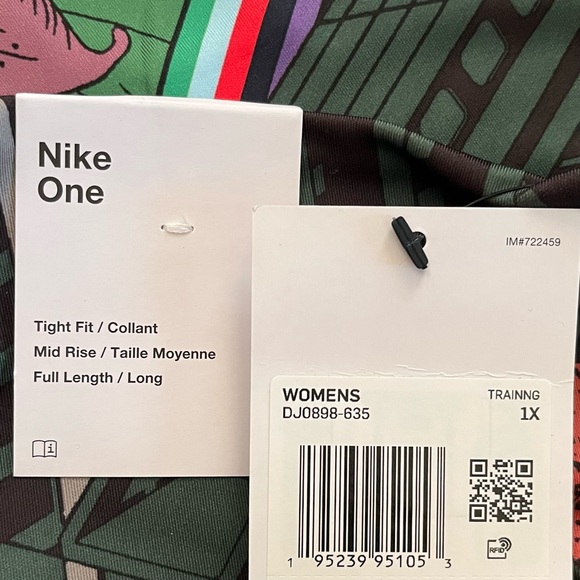 Nike
One
Tight Fit / Collant
Mid Rise / Taille Moyenne
Full Length / Long
IM#722459
WOMENS
DJ0898-635
TRAINNG
1X
1 95239 95105 3
RFID